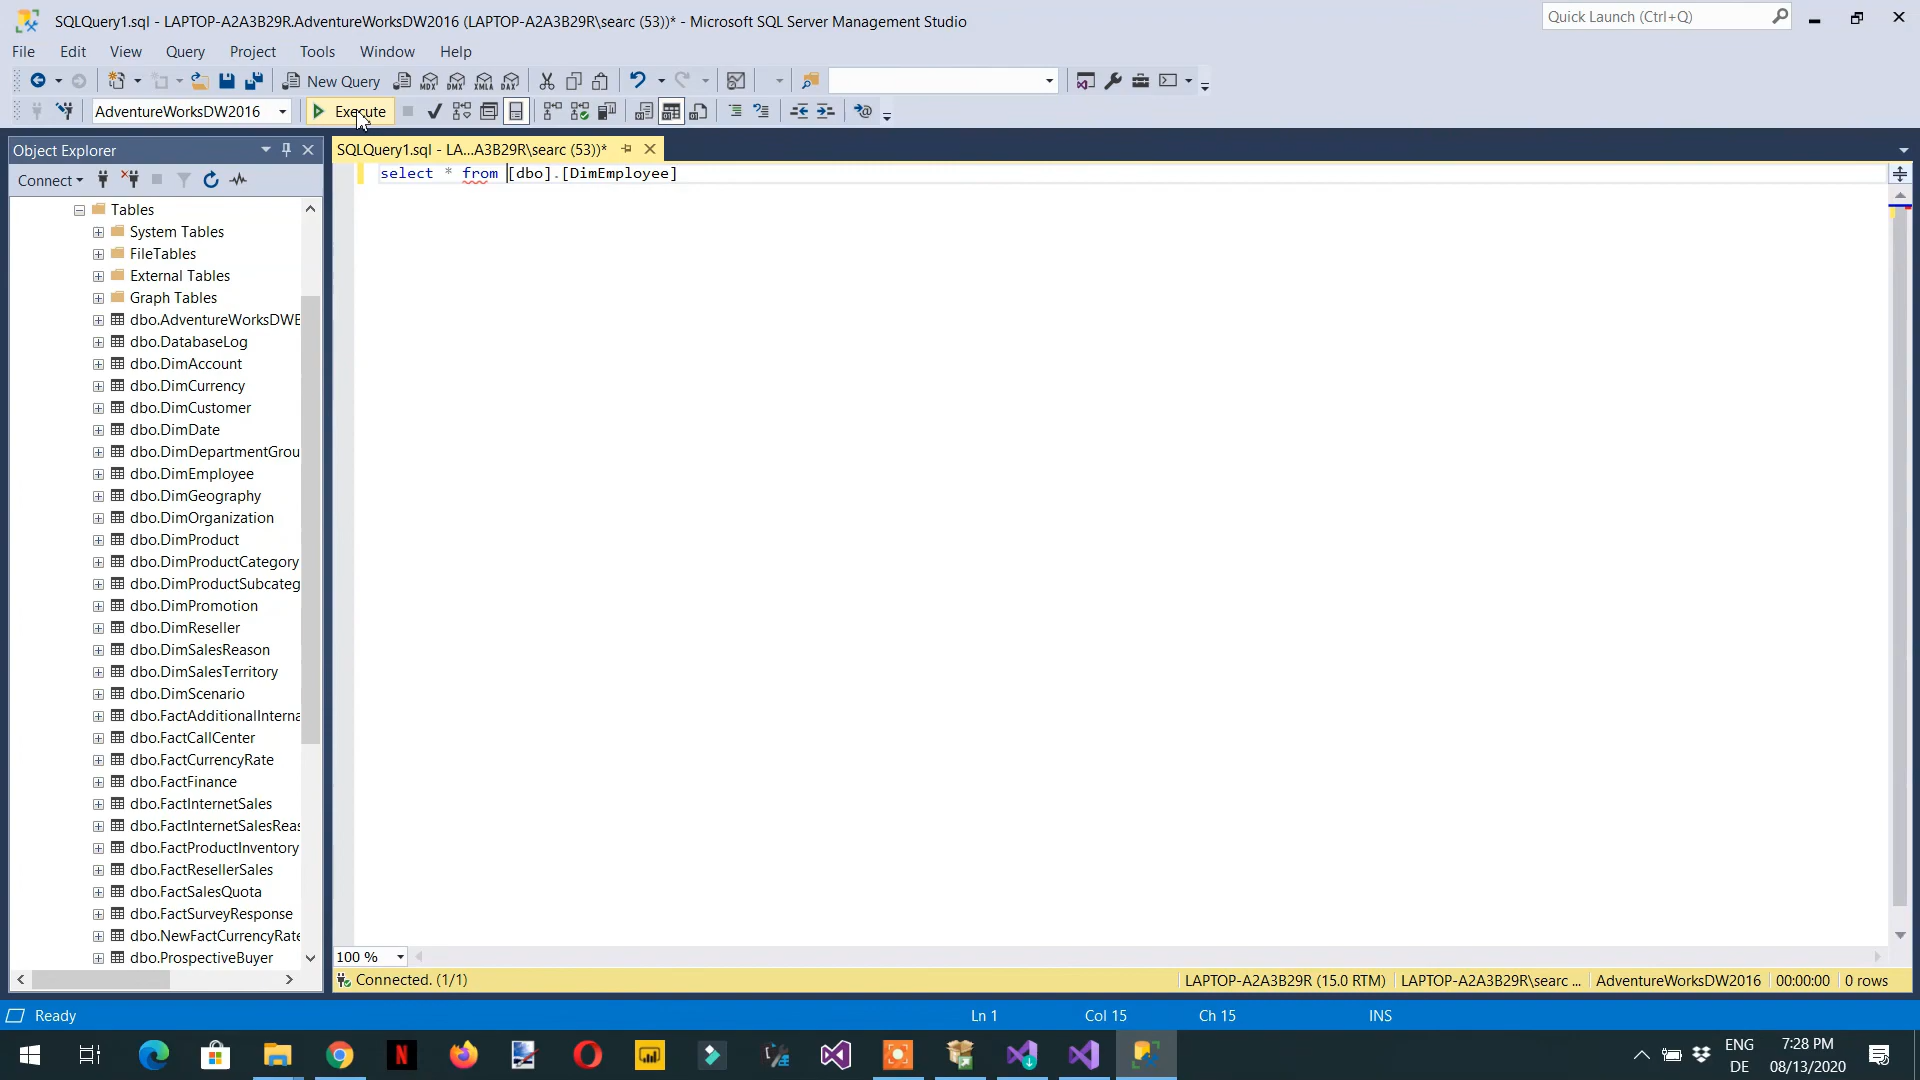 SQLQuery1.sql - LAPTOP-A2A3B29R.AdventureWorksDW2016 (LAPTOP-A2A3B29R\searc (53))* - Microsoft SQL Server Management Studio
Quick Launch (Ctrl+Q)
File Edit View Query Project Tools Window Help
New Query MDX DMX XMLA DAX
AdventureWorksDW2016 Execute
Object Explorer
SQLQuery1.sql - LA...A3B29R\searc (53))*
Connect
select * from [dbo].[DimEmployee]
Tables
System Tables
FileTables
External Tables
Graph Tables
dbo.AdventureWorksDWB
dbo.DatabaseLog
dbo.DimAccount
dbo.DimCurrency
dbo.DimCustomer
dbo.DimDate
dbo.DimDepartmentGrou
dbo.DimEmployee
dbo.DimGeography
dbo.DimOrganization
dbo.DimProduct
dbo.DimProductCategory
dbo.DimProductSubcateg
dbo.DimPromotion
dbo.DimReseller
dbo.DimSalesReason
dbo.DimSalesTerritory
dbo.DimScenario
dbo.FactAdditionalInterna
dbo.FactCallCenter
dbo.FactCurrencyRate
dbo.FactFinance
dbo.FactInternetSales
dbo.FactInternetSalesReas
dbo.FactProductInventory
dbo.FactResellerSales
dbo.FactSalesQuota
dbo.FactSurveyResponse
dbo.NewFactCurrencyRate
dbo.ProspectiveBuyer
100 %
Connected. (1/1) LAPTOP-A2A3B29R (15.0 RTM) LAPTOP-A2A3B29R\searc ... AdventureWorksDW2016 00:00:00 0 rows
Ready Ln 1 Col 15 Ch 15 INS
ENG 7:28 PM
DE 08/13/2020